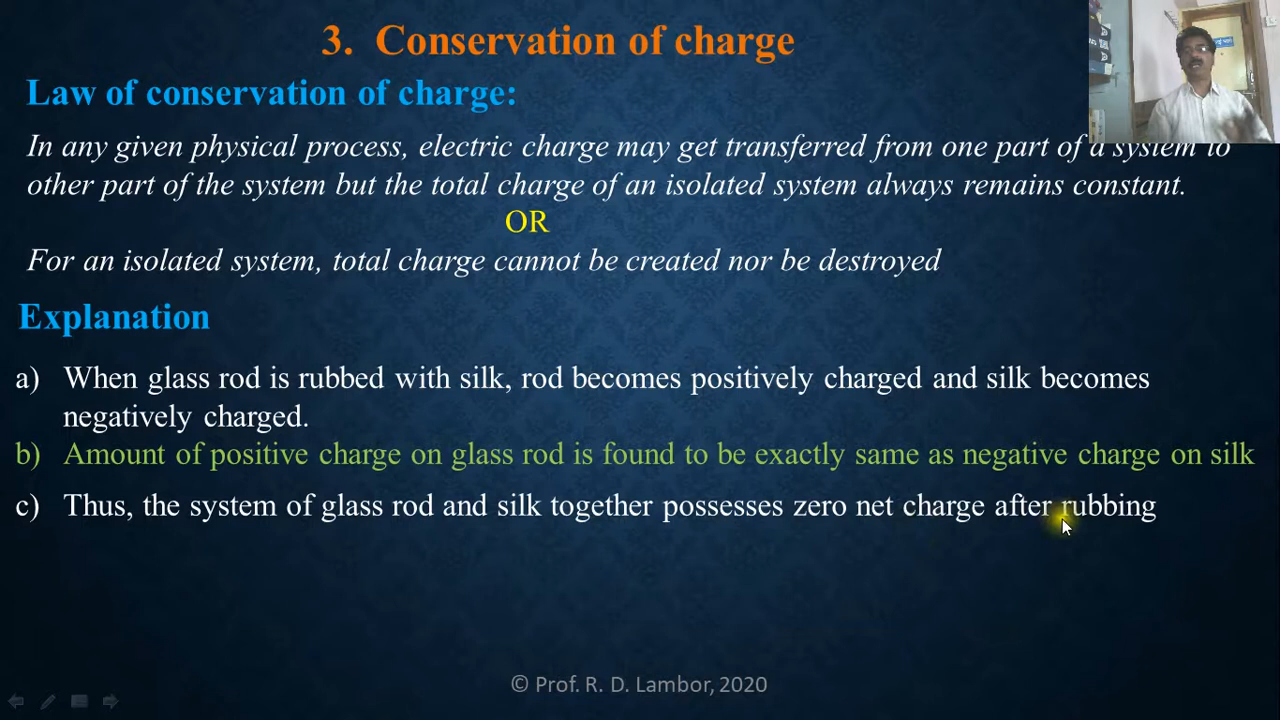 3. Conservation of charge
Law of conservation of charge:
In any given physical process, electric charge may get transferred from one part of a system to
other part of the system but the total charge of an isolated system always remains constant.
OR
For an isolated system, total charge cannot be created nor be destroyed
Explanation
a) When glass rod is rubbed with silk, rod becomes positively charged and silk becomes
negatively charged.
b) Amount of positive charge on glass rod is found to be exactly same as negative charge on silk
c) Thus, the system of glass rod and silk together possesses zero net charge after rubbing
© Prof. R. D. Lambor, 2020